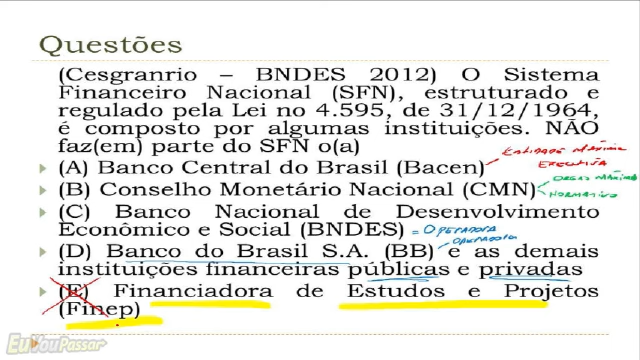 Questões
(Cesgranrio – BNDES 2012) O Sistema
Financeiro Nacional (SFN), estruturado e
regulado pela Lei no 4.595, de 31/12/1964,
é composto por algumas instituições. NÃO
faz(em) parte do SFN o(a)
(A) Banco Central do Brasil (Bacen)
ENTIDADE MÁXIMA
EXECUTIVA
(B) Conselho Monetário Nacional (CMN)
ÓRGÃO MÁXIMO
NORMATIVO
(C) Banco Nacional de Desenvolvimento
Econômico e Social (BNDES) = OPERADORA
OPERADORA
(D) Banco do Brasil S.A. (BB) e as demais
instituições financeiras públicas e privadas
(E) Financiadora de Estudos e Projetos
(Finep)
EuVouPassar